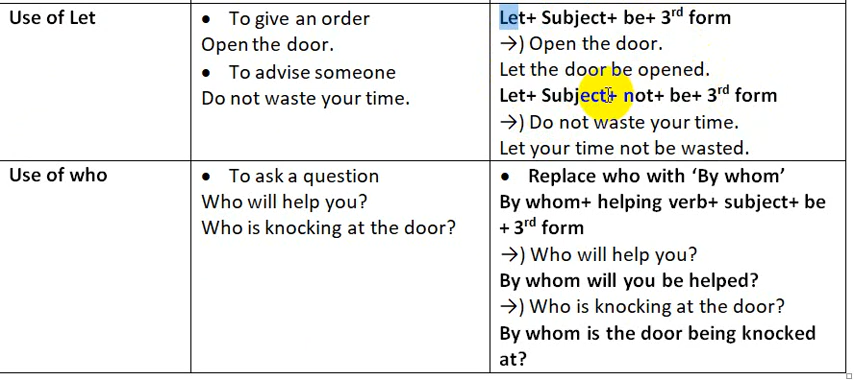 Use of Let
• To give an order
Open the door.
• To advise someone
Do not waste your time.
Let+ Subject+ be+ 3rd form
→) Open the door.
Let the door be opened.
Let+ Subject+ not+ be+ 3rd form
→) Do not waste your time.
Let your time not be wasted.
Use of who
• To ask a question
Who will help you?
Who is knocking at the door?
• Replace who with ‘By whom’
By whom+ helping verb+ subject+ be
+ 3rd form
→) Who will help you?
By whom will you be helped?
→) Who is knocking at the door?
By whom is the door being knocked
at?